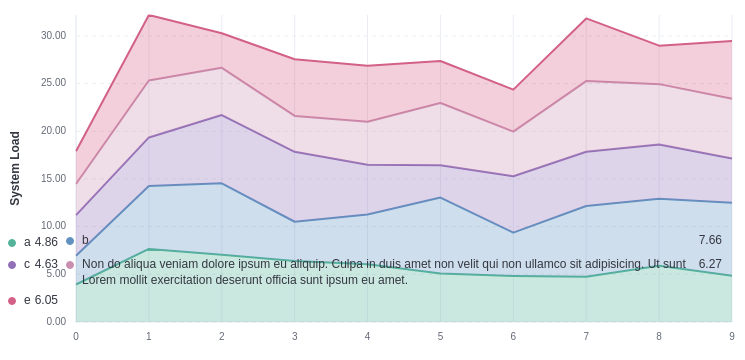 30.00
25.00
20.00
15.00
10.00
5.00
0.00
System Load
0 1 2 3 4 5 6 7 8 9
a 4.86 b 7.66
c 4.63 Non do aliqua veniam dolore ipsum eu aliquip. Culpa in duis amet non velit qui non ullamco sit adipisicing. Ut sunt 6.27
Lorem mollit exercitation deserunt officia sunt ipsum eu amet.
e 6.05